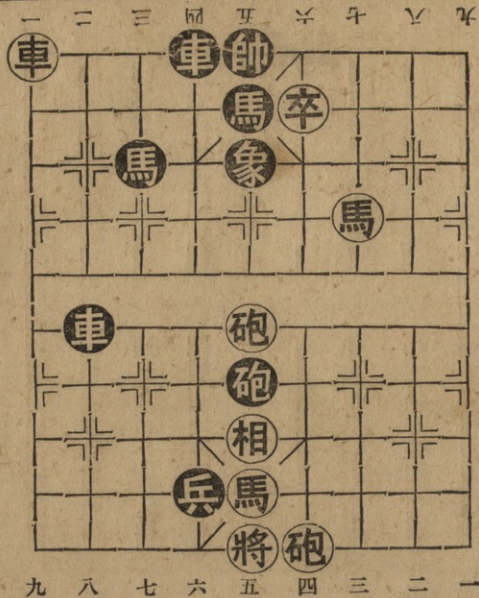 一 二 三 四 五 六 七 八 九
車 車 帥
馬 卒
馬 象
馬
車 砲
砲
相
兵 馬
將 砲
九 八 七 六 五 四 三 二 一